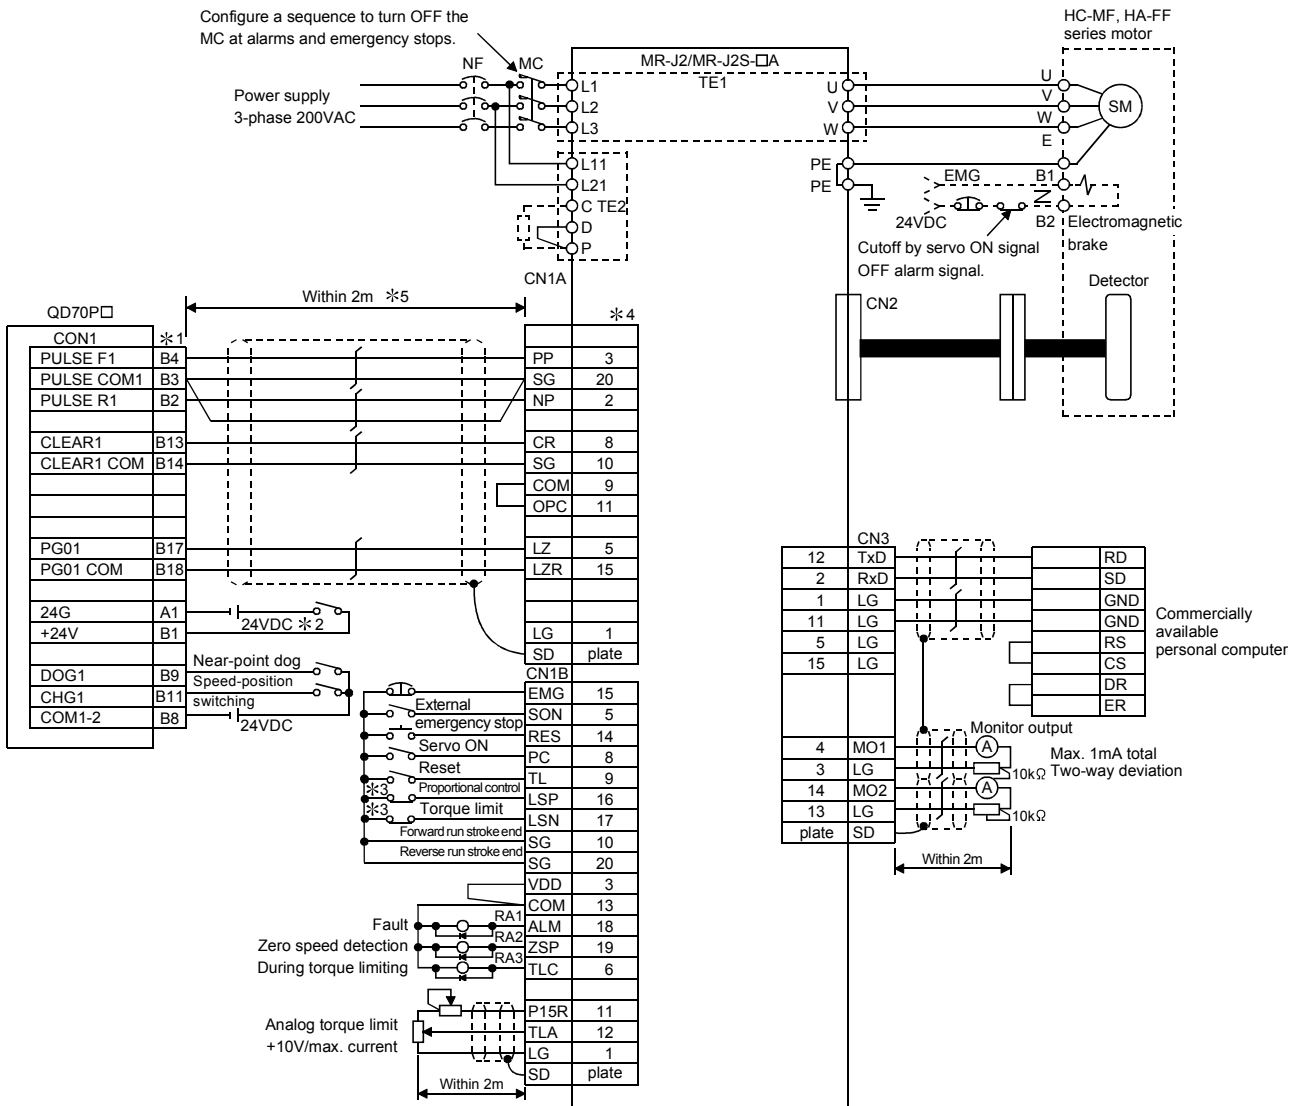 Configure a sequence to turn OFF the
MC at alarms and emergency stops.
HC-MF, HA-FF
series motor
NF
MC
MR-J2/MR-J2S-□A
TE1
Power supply
3-phase 200VAC
L1
L2
L3
U
V
W
U
V
W
E
SM
L11
L21
C TE2
D
P
PE
PE
EMG
24VDC
B1
B2
Electromagnetic
brake
Cutoff by servo ON signal
OFF alarm signal.
Detector
CN2
CN1A
Within 2m ✻5
QD70P□
CON1
✻1
✻4
PULSE F1 B4
PP 3
PULSE COM1 B3
SG 20
PULSE R1 B2
NP 2
CLEAR1 B13
CR 8
CLEAR1 COM B14
SG 10
COM 9
OPC 11
PG01 B17
LZ 5
PG01 COM B18
LZR 15
24G A1
24VDC ✻2
+24V B1
LG 1
SD plate
DOG1 B9
Near-point dog
CHG1 B11
Speed-position
switching
COM1-2 B8
24VDC
CN1B
EMG 15
External
emergency stop
SON 5
RES 14
Servo ON
PC 8
Reset
TL 9
✻3
Proportional control
LSP 16
✻3
Torque limit
LSN 17
Forward run stroke end
SG 10
Reverse run stroke end
SG 20
VDD 3
COM 13
Fault
RA1
ALM 18
Zero speed detection
RA2
ZSP 19
During torque limiting
RA3
TLC 6
Analog torque limit
+10V/max. current
P15R 11
TLA 12
LG 1
SD plate
Within 2m
CN3
12 TxD
RD
2 RxD
SD
1 LG
GND
11 LG
GND
5 LG
RS
15 LG
CS
DR
ER
Commercially
available
personal computer
Monitor output
4 MO1
A
3 LG
10kΩ
14 MO2
A
13 LG
10kΩ
plate SD
Max. 1mA total
Two-way deviation
Within 2m